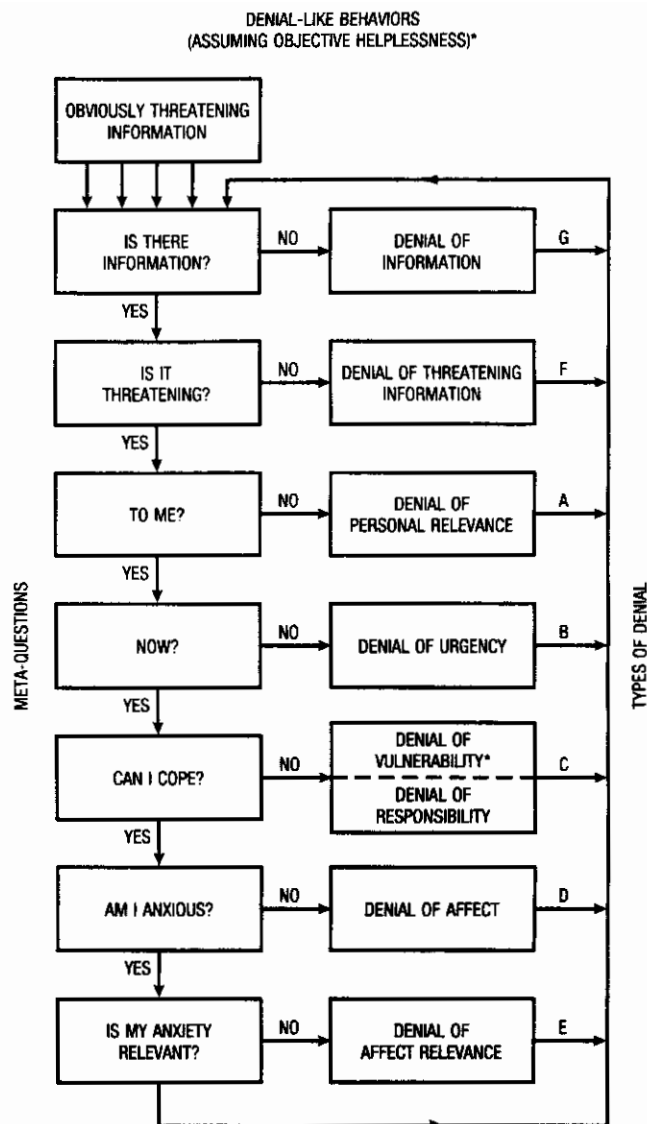 DENIAL-LIKE BEHAVIORS
(ASSUMING OBJECTIVE HELPLESSNESS)*
OBVIOUSLY THREATENING
INFORMATION
IS THERE
INFORMATION?
NO
DENIAL OF
INFORMATION
G
YES
IS IT
THREATENING?
NO
DENIAL OF THREATENING
INFORMATION
F
YES
TO ME?
NO
DENIAL OF
PERSONAL RELEVANCE
A
YES
META-QUESTIONS
NOW?
NO
DENIAL OF URGENCY
B
TYPES OF DENIAL
YES
CAN I COPE?
NO
DENIAL OF
VULNERABILITY*
DENIAL OF
RESPONSIBILITY
C
YES
AM I ANXIOUS?
NO
DENIAL OF AFFECT
D
YES
IS MY ANXIETY
RELEVANT?
NO
DENIAL OF
AFFECT RELEVANCE
E